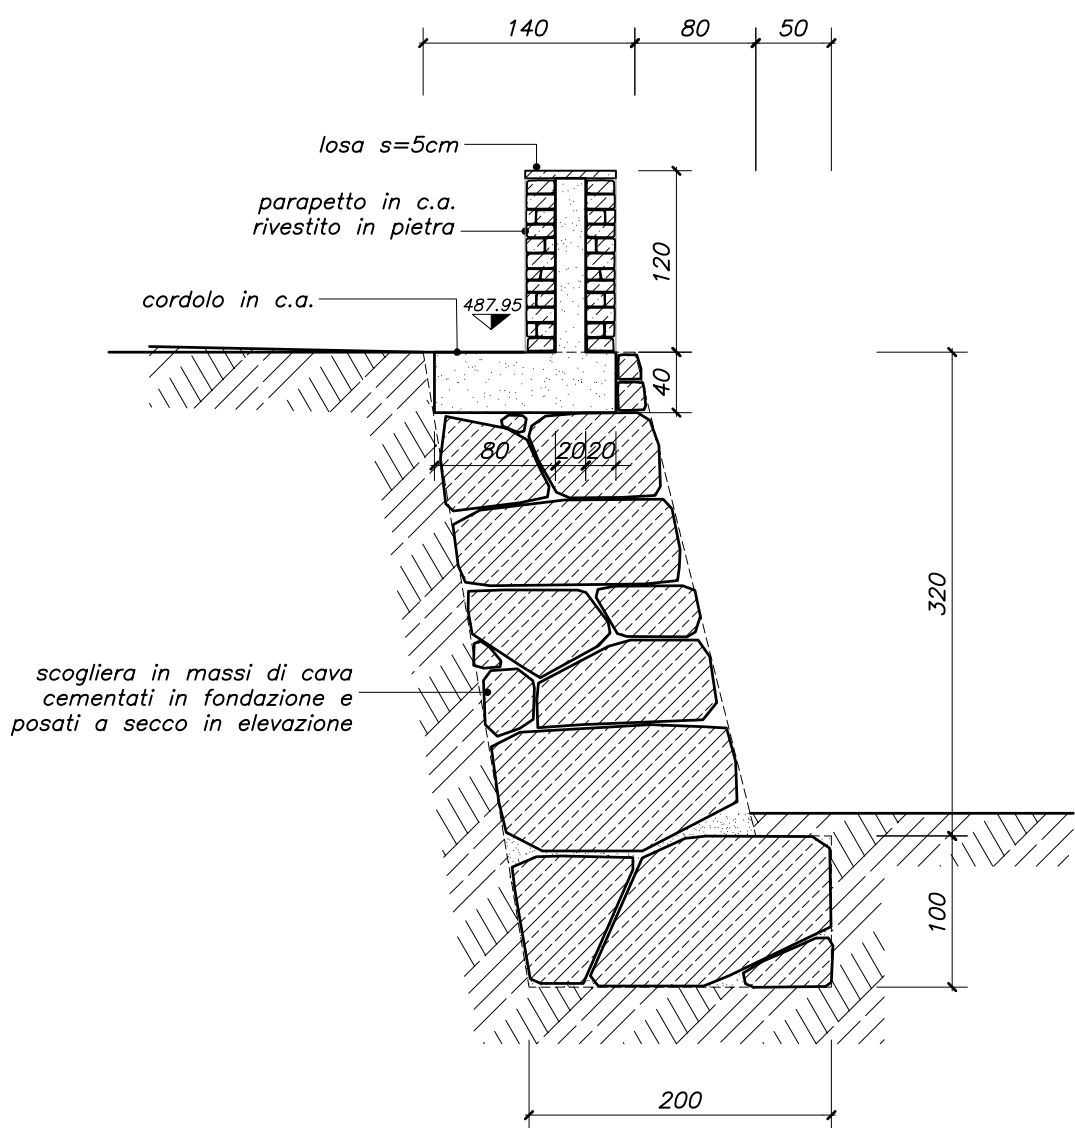 140
80
50
losa s=5cm
parapetto in c.a.
rivestito in pietra
120
cordolo in c.a.
487.95
40
80
20
20
320
scogliera in massi di cava
cementati in fondazione e
posati a secco in elevazione
100
200